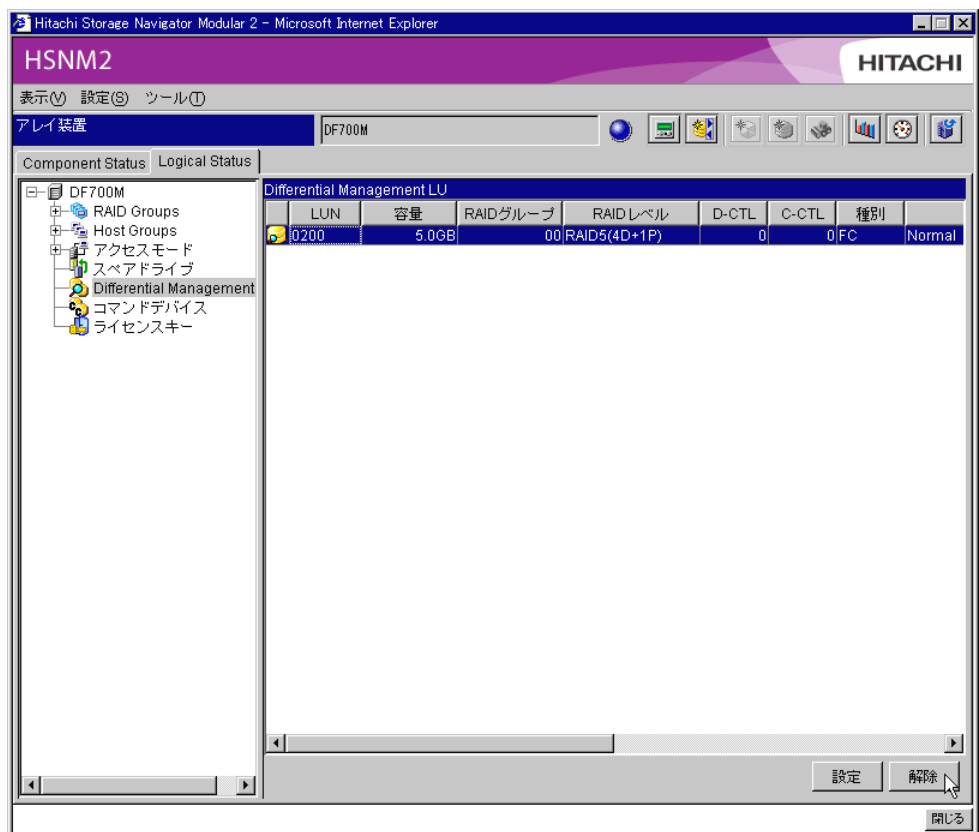 Hitachi Storage Navigator Modular 2 - Microsoft Internet Explorer
HSNM2 HITACHI
表示(V) 設定(S) ツール(T)
アレイ装置 DF700M
Component Status Logical Status
DF700M
RAID Groups
Host Groups
アクセスモード
スペアドライブ
Differential Management
コマンドデバイス
ライセンスキー
Differential Management LU
LUN 容量 RAIDグループ RAIDレベル D-CTL C-CTL 種別
0200 5.0GB 00 RAID5(4D+1P) 0 0 FC Normal
設定 解除
閉じる